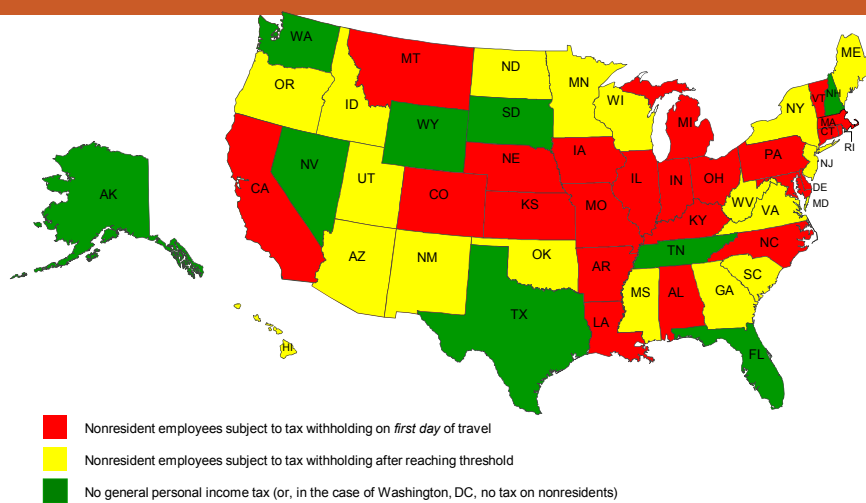 WA
MT
ND
MN
ME
OR
ID
WI
VT
NH
NY
SD
WY
MI
MA
CT
RI
IA
NE
PA
NJ
NV
UT
IL
IN
OH
AK
CA
CO
DE
WV
MD
KS
MO
VA
KY
NC
TN
AZ
NM
OK
AR
SC
MS
AL
GA
TX
LA
HI
FL
Nonresident employees subject to tax withholding on first day of travel
Nonresident employees subject to tax withholding after reaching threshold
No general personal income tax (or, in the case of Washington, DC, no tax on nonresidents)